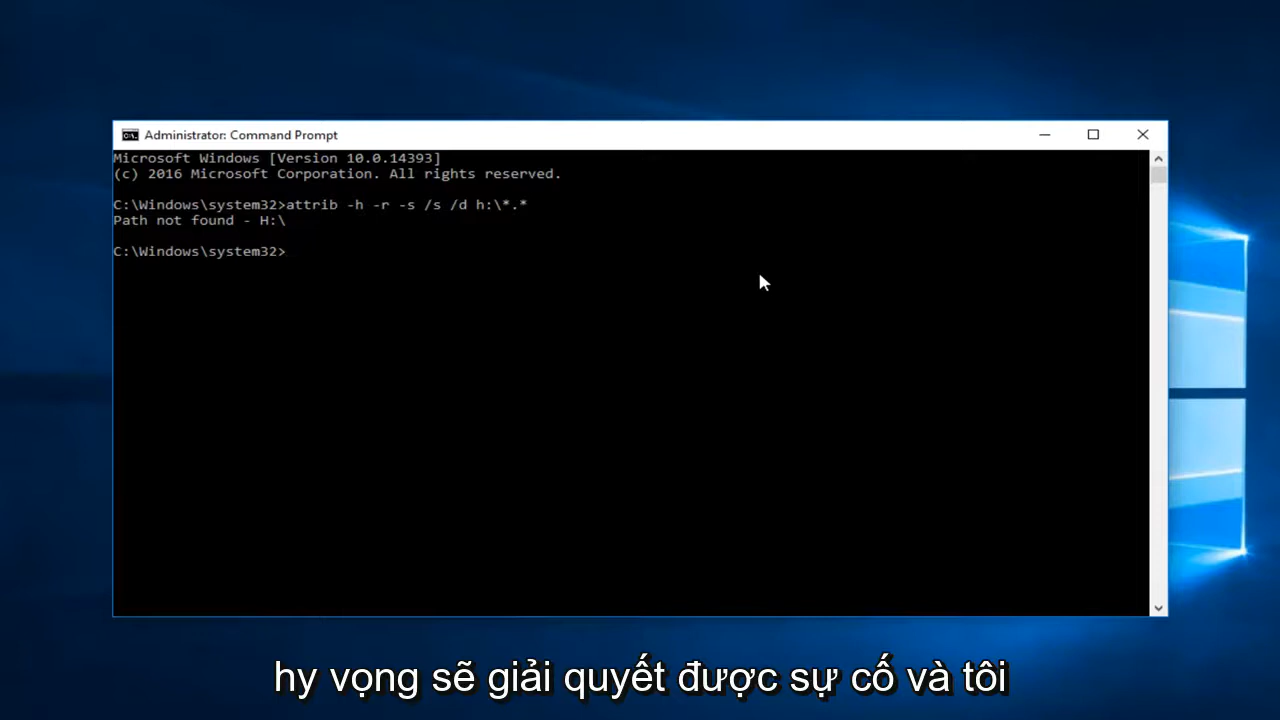 Administrator: Command Prompt
Microsoft Windows [Version 10.0.14393]
(c) 2016 Microsoft Corporation. All rights reserved.
C:\Windows\system32>attrib -h -r -s /s /d h:\*.*
Path not found - H:\
C:\Windows\system32>
hy vọng sẽ giải quyết được sự cố và tôi